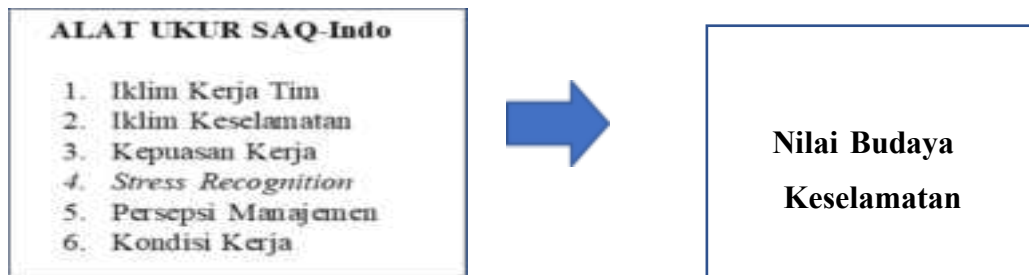 ALAT UKUR SAQ-Indo
1. Iklim Kerja Tim
2. Iklim Keselamatan
3. Kepuasan Kerja
4. Stress Recognition
5. Persepsi Manajemen
6. Kondisi Kerja
Nilai Budaya
Keselamatan